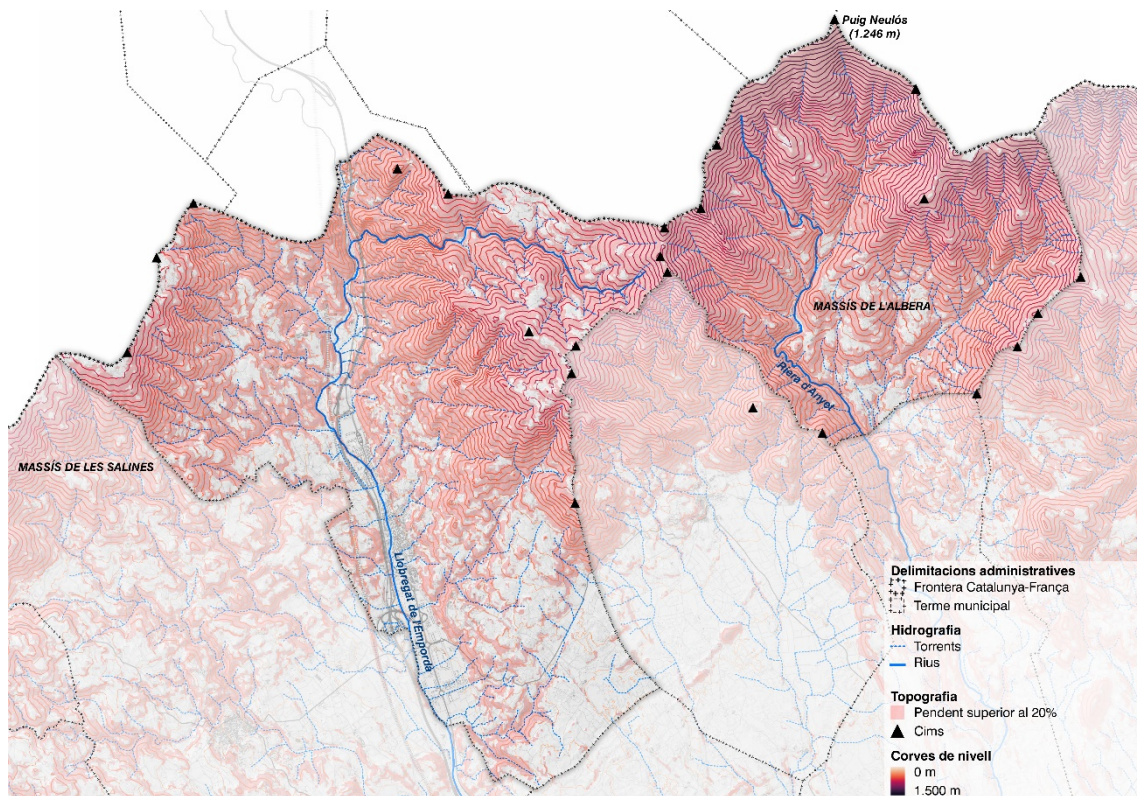 Puig Neulós
(1.246 m)
MASSÍS DE L'ALBERA
Riera d'Anyet
MASSÍS DE LES SALINES
Llobregat de l'Empordà
Delimitacions administratives
Frontera Catalunya-França
Terme municipal
Hidrografia
Torrents
Rius
Topografia
Pendent superior al 20%
Cims
Corves de nivell
0 m
1.500 m